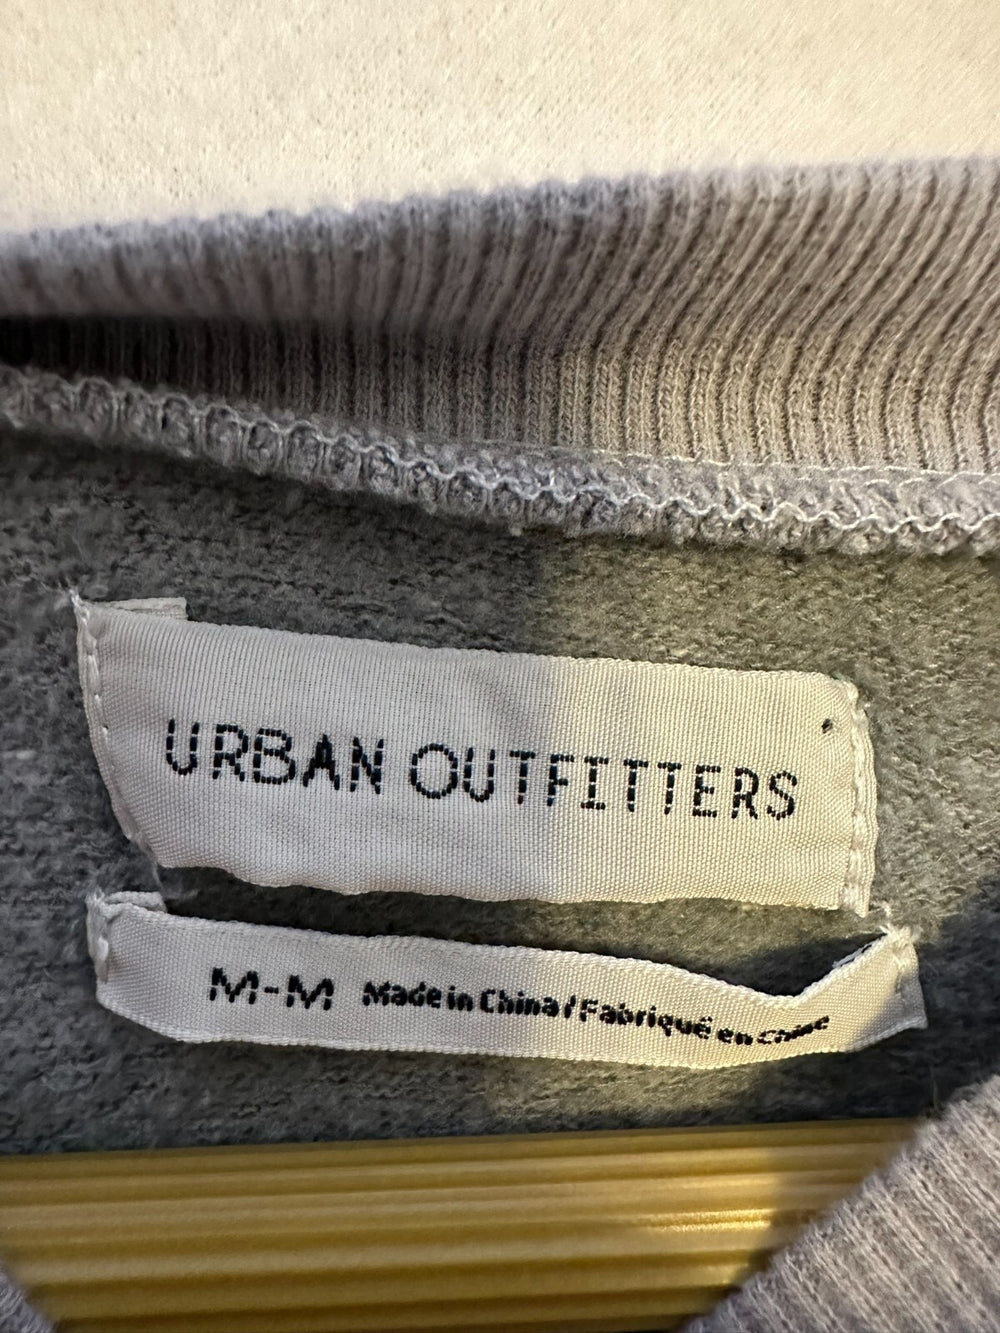 URBAN OUTFITTERS
M-M Made in China / Fabriqué en Chine